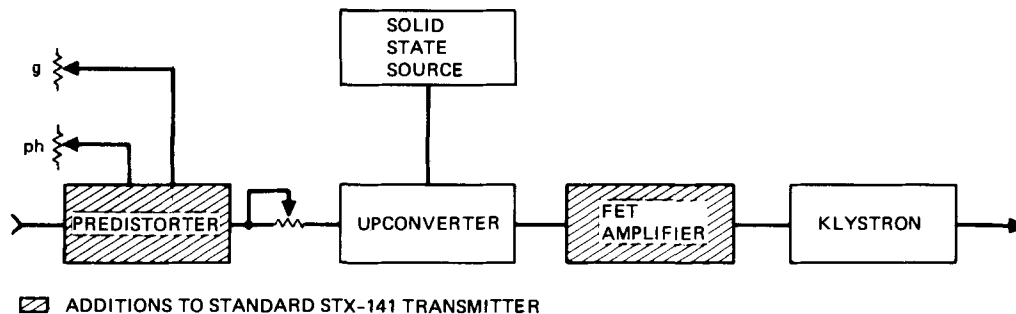 SOLID
STATE
SOURCE
g
ph
PREDISTORTER
UPCONVERTER
FET
AMPLIFIER
KLYSTRON
ADDITIONS TO STANDARD STX-141 TRANSMITTER